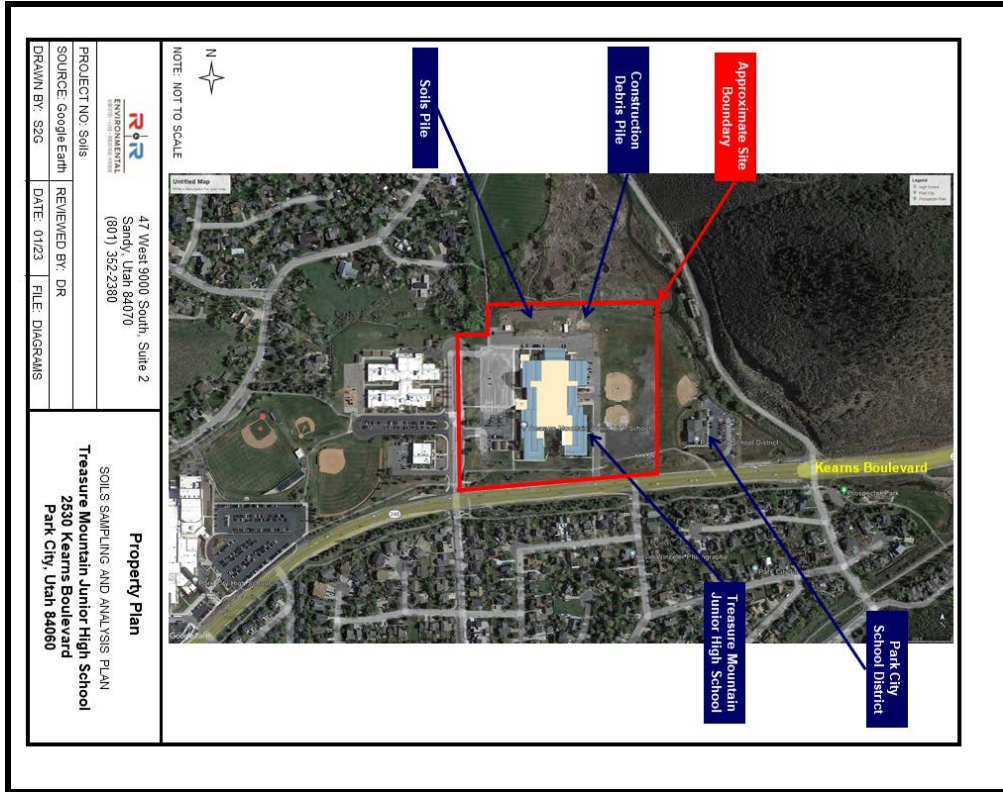 Approximate Site
Boundary
Construction
Debris Pile
Soils Pile
Park City
School District
Treasure Mountain
Junior High School
Kearns Boulevard
Untitled Map
Legend
School District
Prospector Park
248
Google Earth
N
NOTE: NOT TO SCALE
R&R
ENVIRONMENTAL
47 West 9000 South, Suite 2
Sandy, Utah 84070
(801) 352-2380
PROJECT NO: Soils
SOURCE: Google Earth
REVIEWED BY: DR
DRAWN BY: S2G
DATE: 01/23
FILE: DIAGRAMS
Property Plan
SOILS SAMPLING AND ANALYSIS PLAN
Treasure Mountain Junior High School
2530 Kearns Boulevard
Park City, Utah 84060